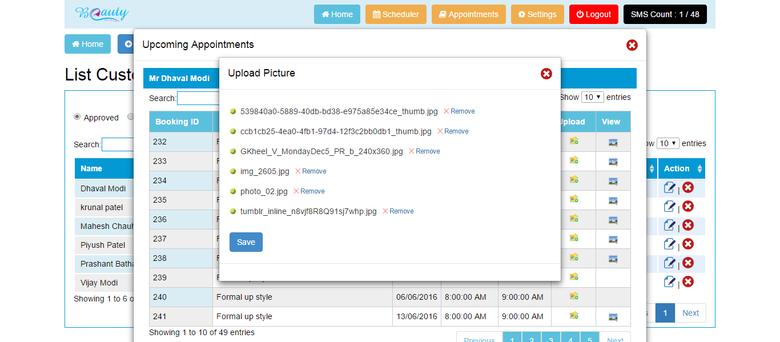 Beauty
Home Scheduler Appointments Settings Logout SMS Count : 1 / 48
Home
Upcoming Appointments
List Cust
Upload Picture
Mr Dhaval Modi
539840a0-5889-40db-bd38-e975a85e34ce_thumb.jpg Remove
ccb1cb25-4ea0-4fb1-97d4-12f3c2bb0db1_thumb.jpg Remove
GKheel_V_MondayDec5_PR_b_240x360.jpg Remove
img_2605.jpg Remove
photo_02.jpg Remove
tumblr_inline_n8vjf8R8Q91sj7whp.jpg Remove
Save
Search:
Show 10 entries
Booking ID
Upload View
232
233
234
235
236
237
238
239
240 Formal up style 06/06/2016 8:00:00 AM 9:00:00 AM
241 Formal up style 13/06/2016 8:00:00 AM 9:00:00 AM
Showing 1 to 10 of 49 entries
Previous 1 2 3 4 5 Next
Approved
Search:
10 entries
Name
Action
Dhaval Modi
krunal patel
Mahesh Chauh
Piyush Patel
Prashant Batha
Vijay Modi
Showing 1 to 6 o
1 Next